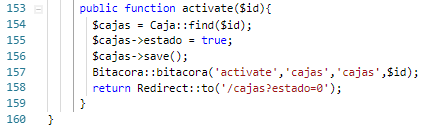 153 public function activate($id){
154 $cajas = Caja::find($id);
155 $cajas->estado = true;
156 $cajas->save();
157 Bitacora::bitacora('activate','cajas','cajas',$id);
158 return Redirect::to('/cajas?estado=0');
159 }
160 }